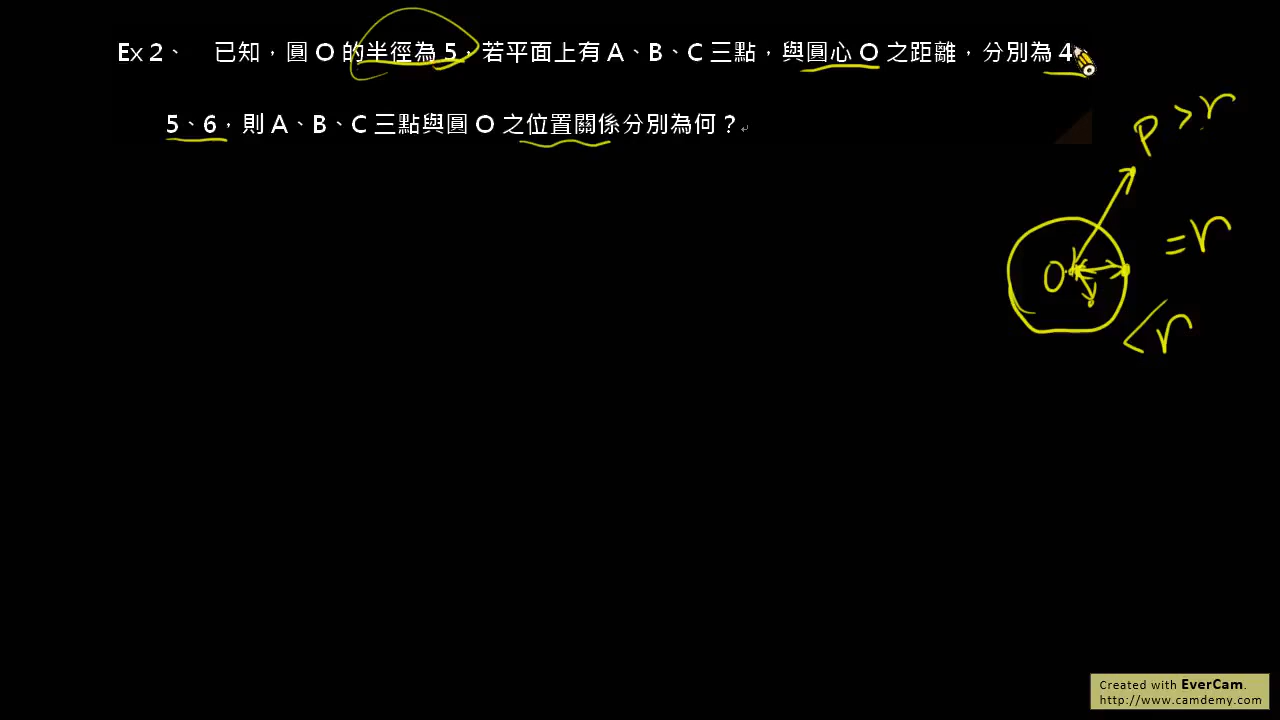 Ex 2、 已知，圓 O 的半徑為 5，若平面上有 A、B、C 三點，與圓心 O 之距離，分別為 4
5、6，則 A、B、C 三點與圓 O 之位置關係分別為何？
P > r
= r
O
< r
Created with EverCam.
http://www.camdemy.com